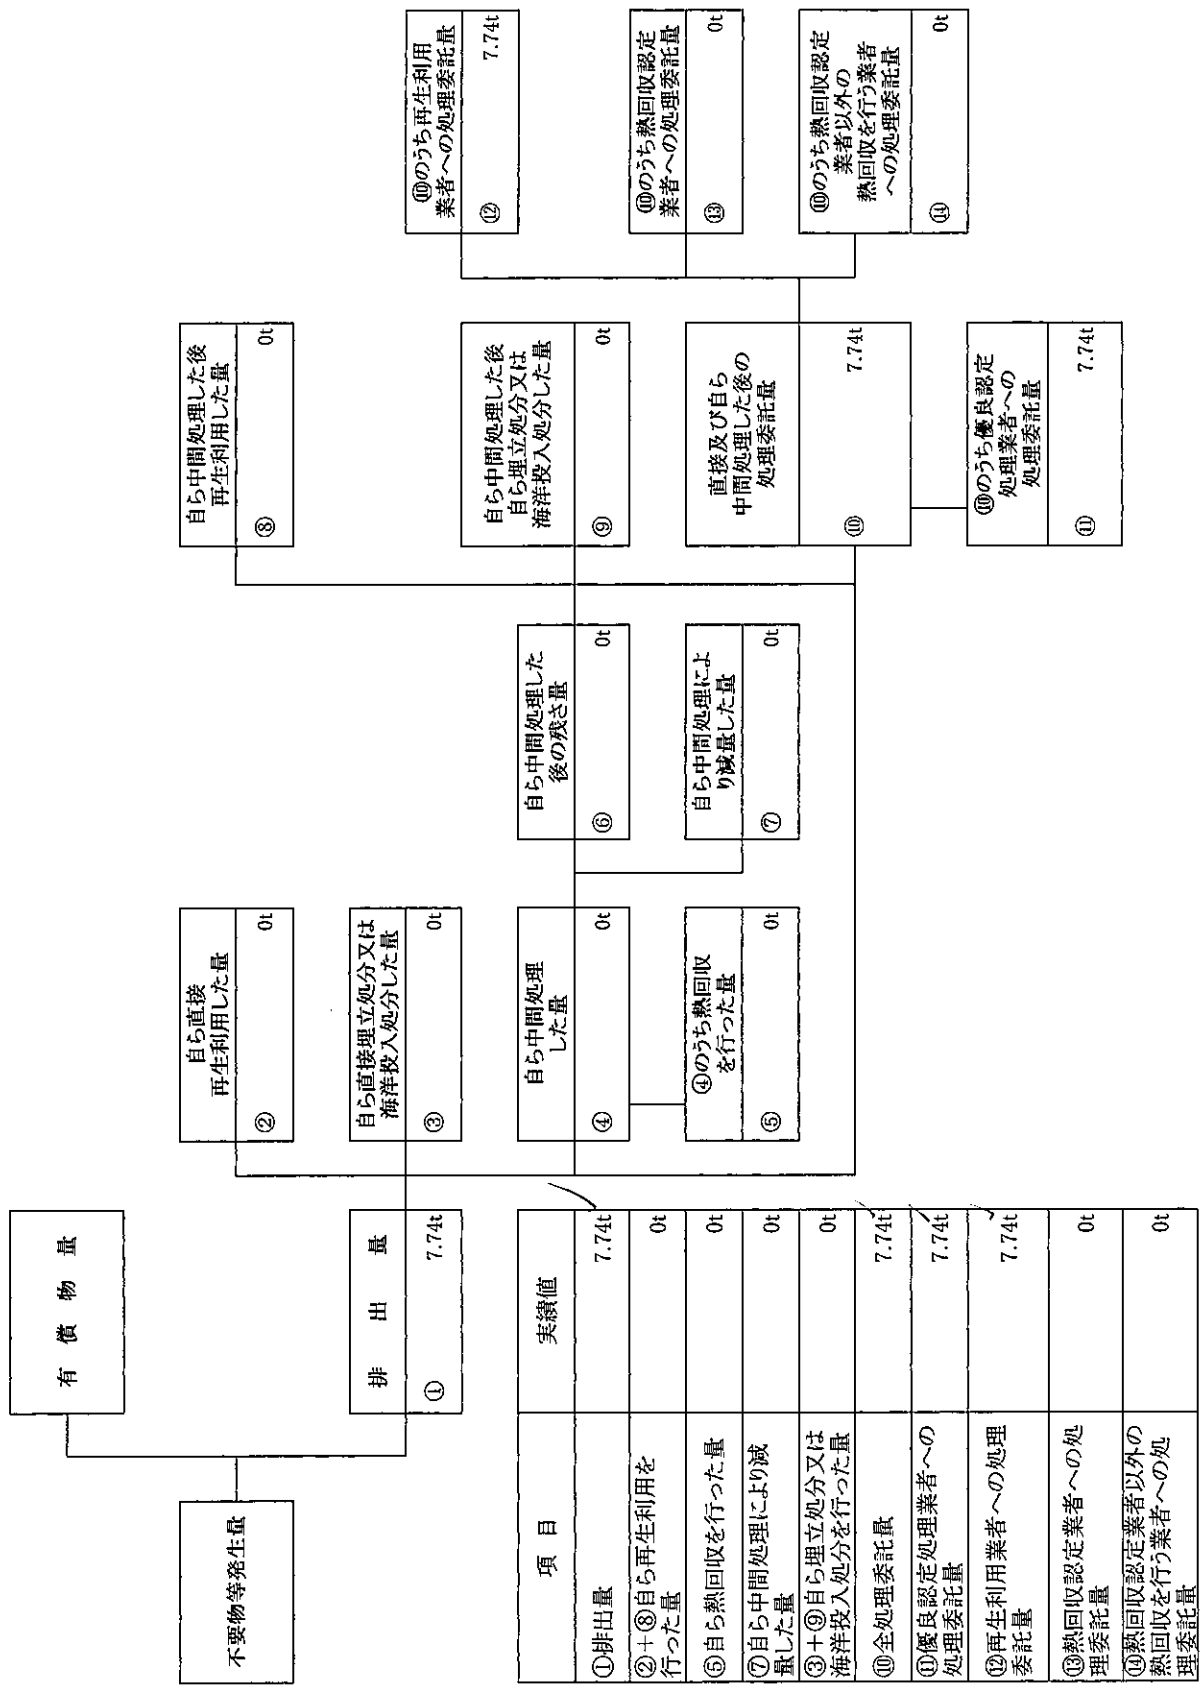 不要物等発生量
有 償 物 量
排 出 量
① 7.74t
自ら直接
再生利用した量
② 0t
自ら直接埋立処分又は
海洋投入処分した量
③ 0t
自ら中間処理
した量
④ 0t
④のうち熱回収
を行った量
⑤ 0t
自ら中間処理した
後の残さ量
⑥ 0t
自ら中間処理によ
り減量した量
⑦ 0t
自ら中間処理した後
再生利用した量
⑧ 0t
自ら中間処理した後
自ら埋立処分又は
海洋投入処分した量
⑨ 0t
直接及び自ら
中間処理した後の
処理委託量
⑩ 7.74t
⑩のうち優良認定
処理業者への
処理委託量
⑪ 7.74t
⑩のうち再生利用
業者への処理委託量
⑫ 7.74t
⑩のうち熱回収認定
業者への処理委託量
⑬ 0t
⑩のうち熱回収認定
業者以外の
熱回収を行う業者
への処理委託量
⑭ 0t
項 目 実績値
①排出量 7.74t
②+⑧自ら再生利用を
行った量 0t
⑤自ら熱回収を行った量 0t
⑦自ら中間処理により減
量した量 0t
③+⑨自ら埋立処分又は
海洋投入処分を行った量 0t
⑩全処理委託量 7.74t
⑪優良認定処理業者への
処理委託量 7.74t
⑫再生利用業者への処理
委託量 7.74t
⑬熱回収認定業者への処
理委託量 0t
⑭熱回収認定業者以外の
熱回収を行う業者への処
理委託量 0t